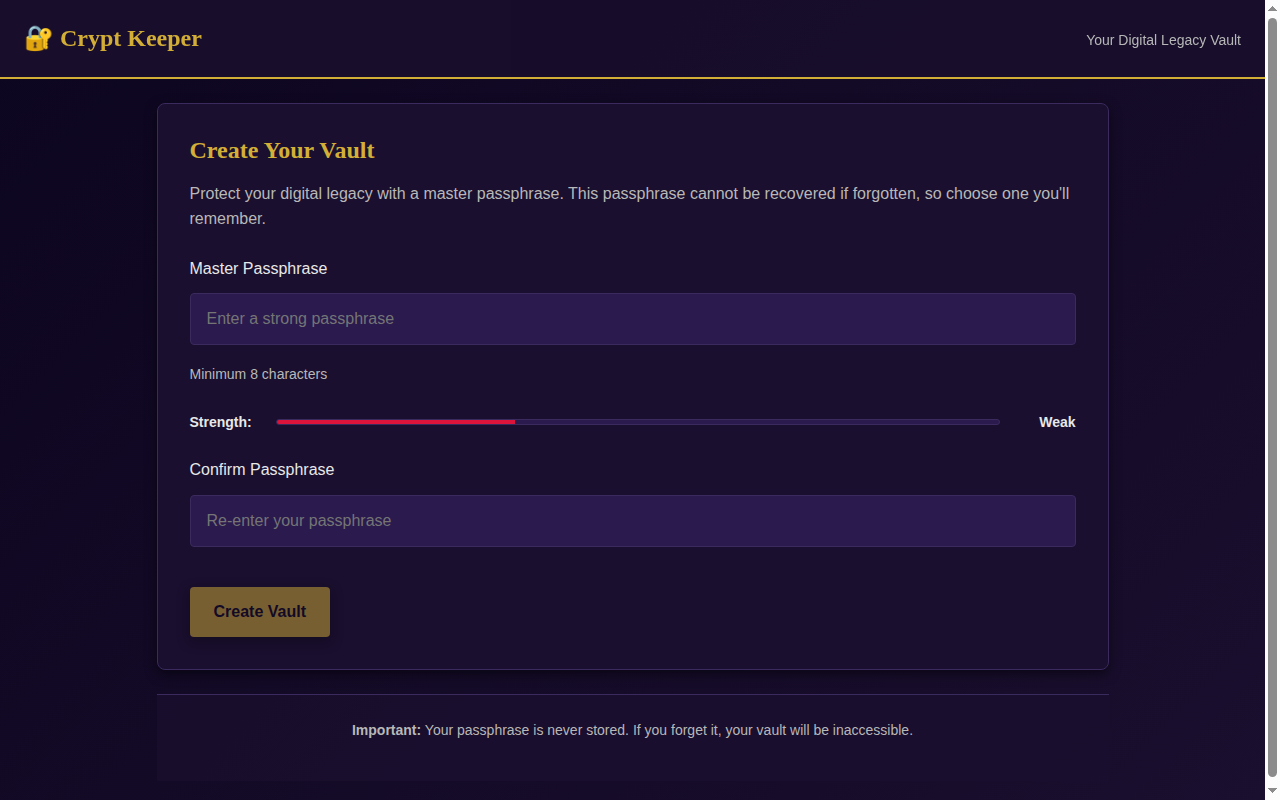 🔐 Crypt Keeper
Your Digital Legacy Vault
Create Your Vault
Protect your digital legacy with a master passphrase. This passphrase cannot be recovered if forgotten, so choose one you'll
remember.
Master Passphrase
Enter a strong passphrase
Minimum 8 characters
Strength: Weak
Confirm Passphrase
Re-enter your passphrase
Create Vault
Important: Your passphrase is never stored. If you forget it, your vault will be inaccessible.